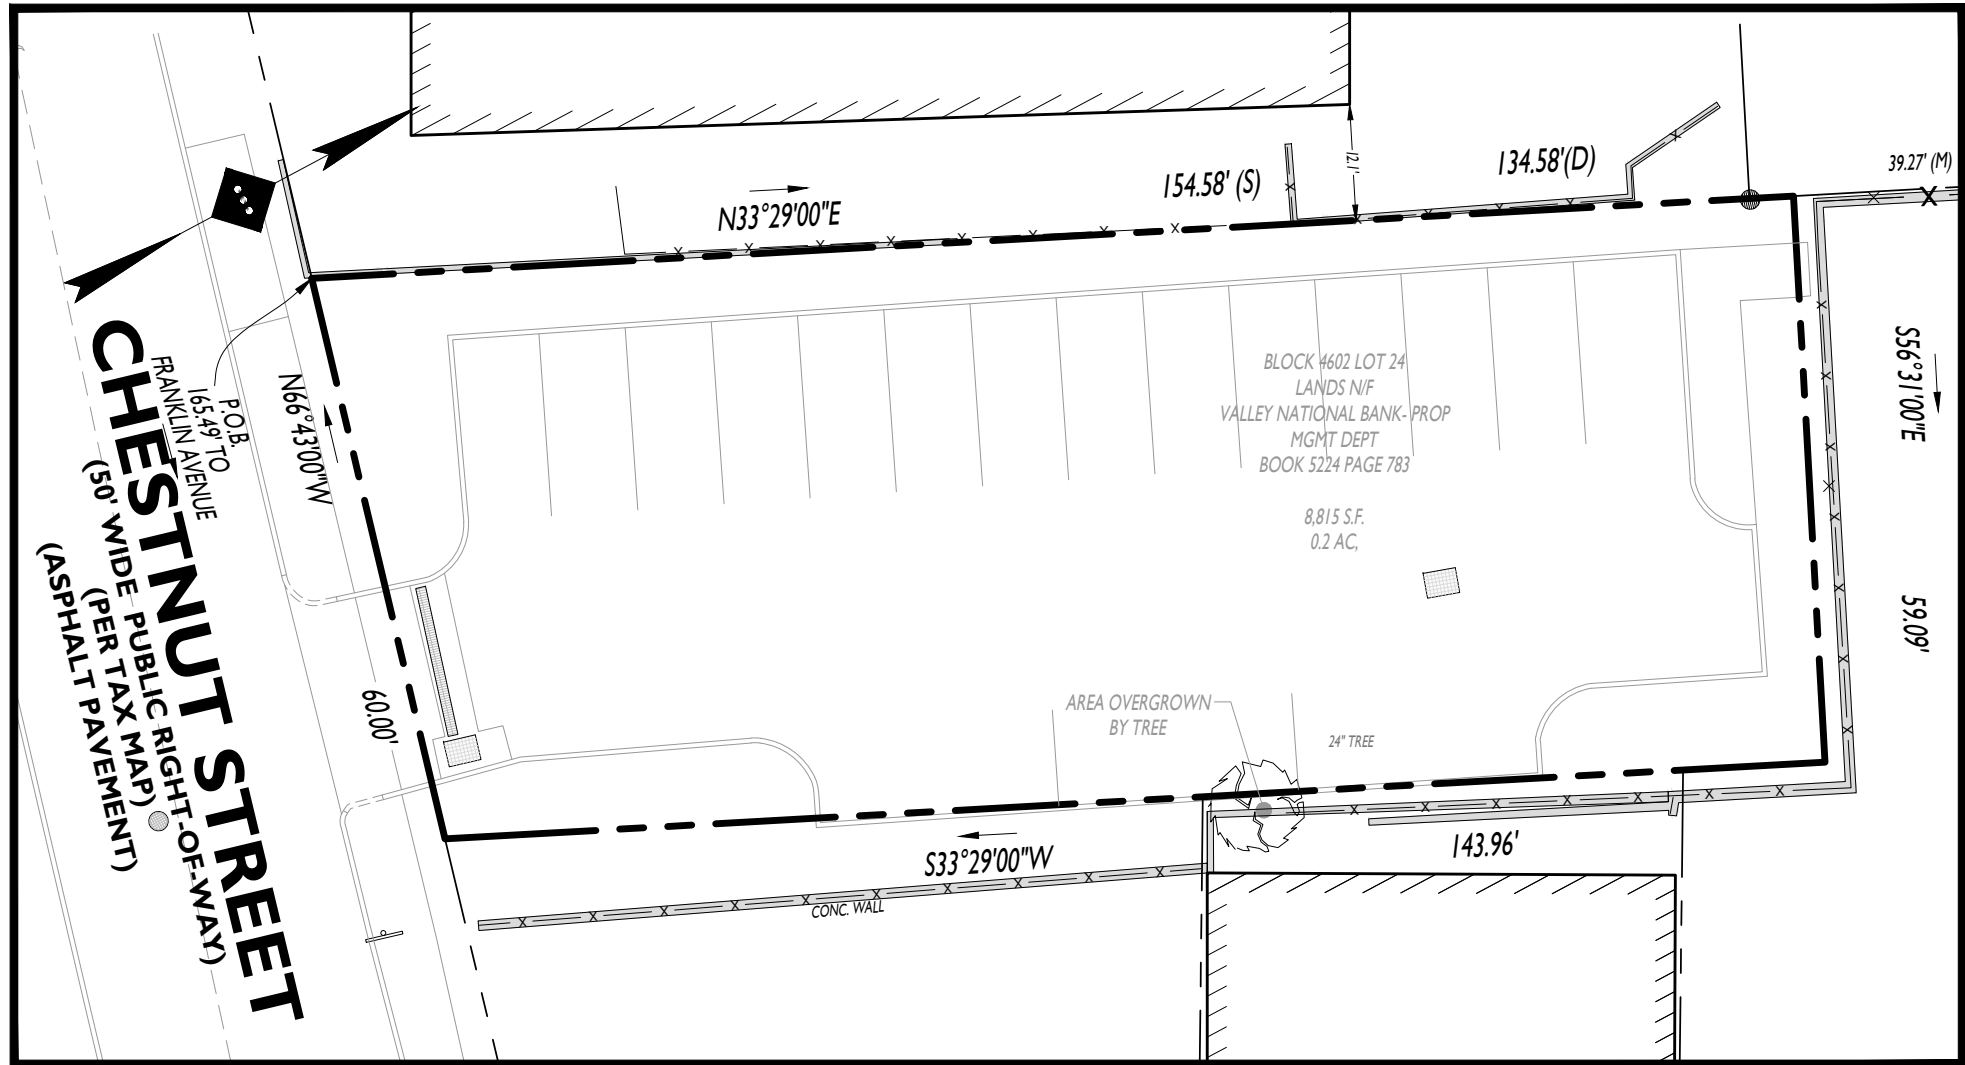 154.58' (S)
134.58'(D)
12.1'
39.27' (M)
N33°29'00"E
S56°31'00"E
59.09'
CHESTNUT STREET
(50' WIDE PUBLIC RIGHT-OF-WAY)
(PER TAX MAP)
(ASPHALT PAVEMENT)
P.O.B.
165.49' TO
FRANKLIN AVENUE
N66°43'00"W
60.00'
BLOCK 4602 LOT 24
LANDS N/F
VALLEY NATIONAL BANK- PROP
MGMT DEPT
BOOK 5224 PAGE 783
8,815 S.F.
0.2 AC,
AREA OVERGROWN
BY TREE
24" TREE
S33°29'00"W
143.96'
CONC. WALL